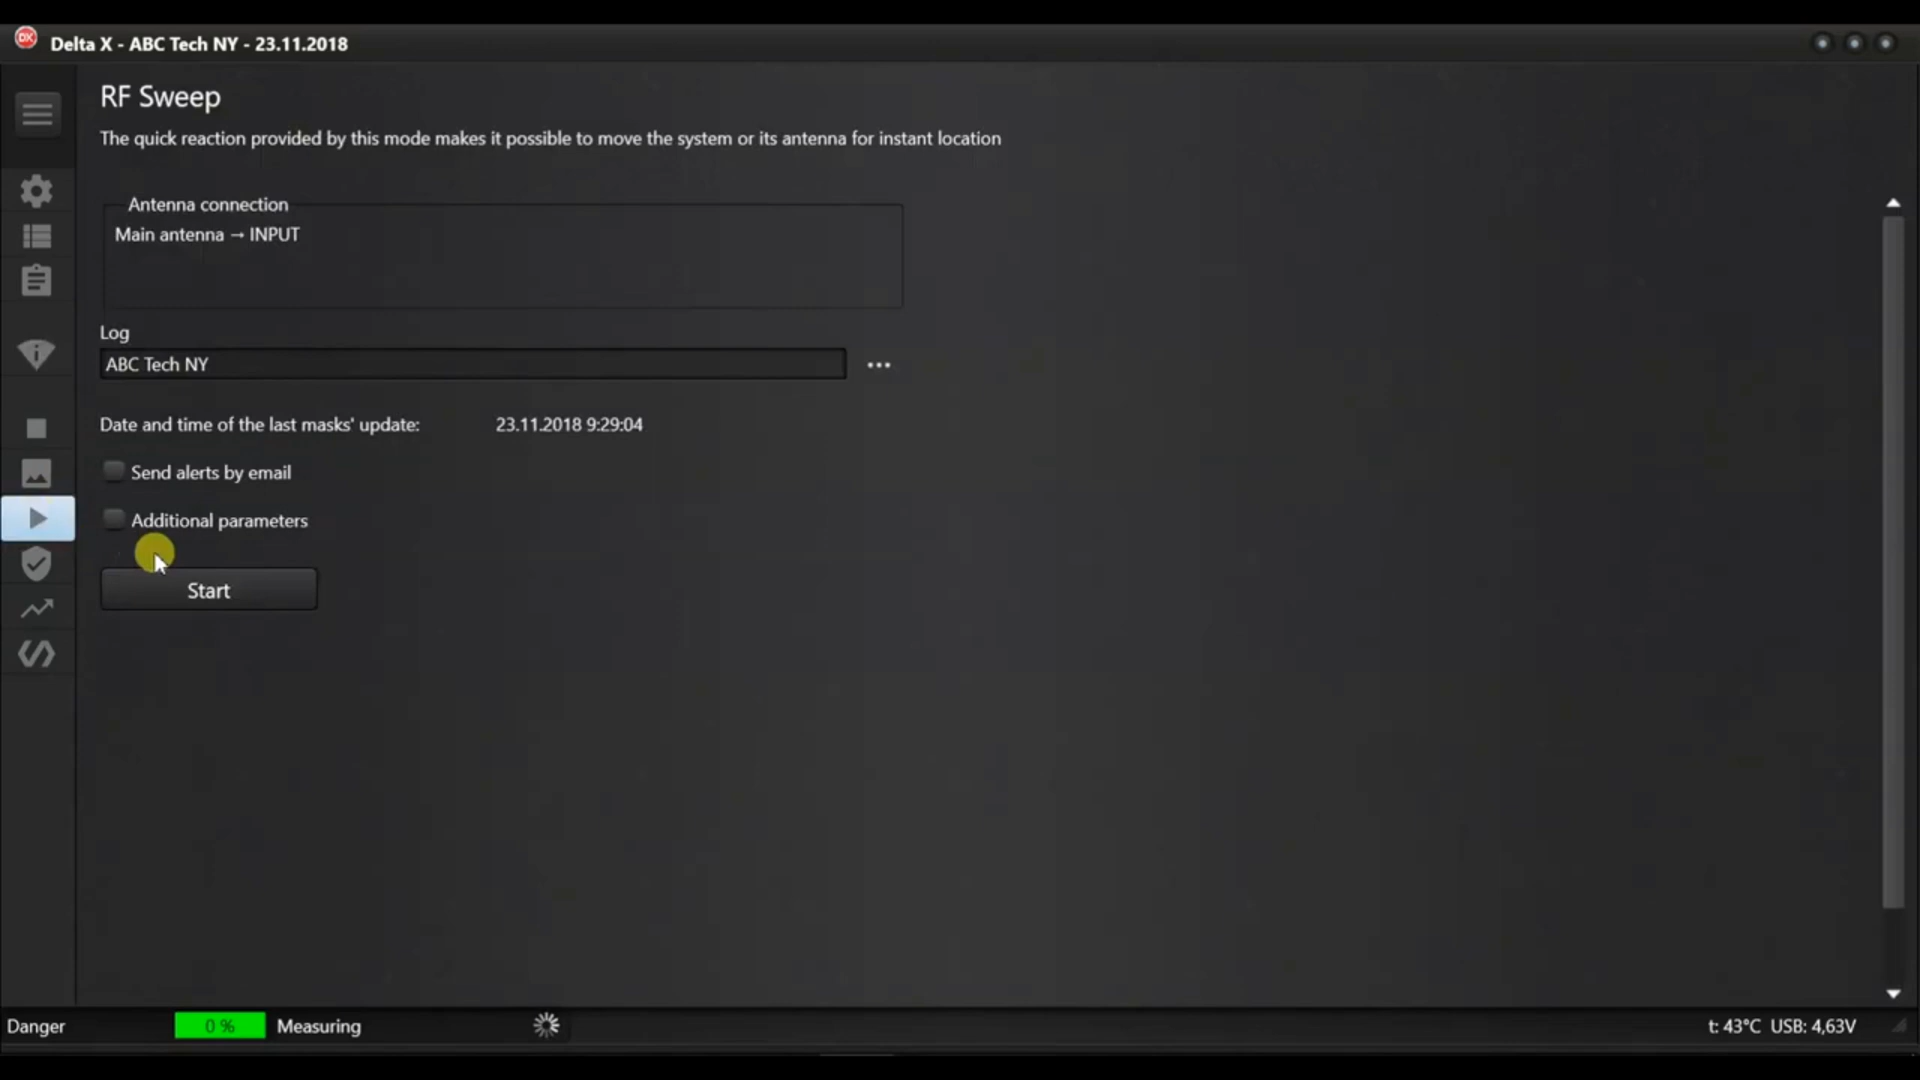 DX
Delta X - ABC Tech NY - 23.11.2018
RF Sweep
The quick reaction provided by this mode makes it possible to move the system or its antenna for instant location
Antenna connection
Main antenna → INPUT
Log
ABC Tech NY
...
Date and time of the last masks' update: 23.11.2018 9:29:04
Send alerts by email
Additional parameters
Start
Danger 0 % Measuring t: 43°C USB: 4,63V